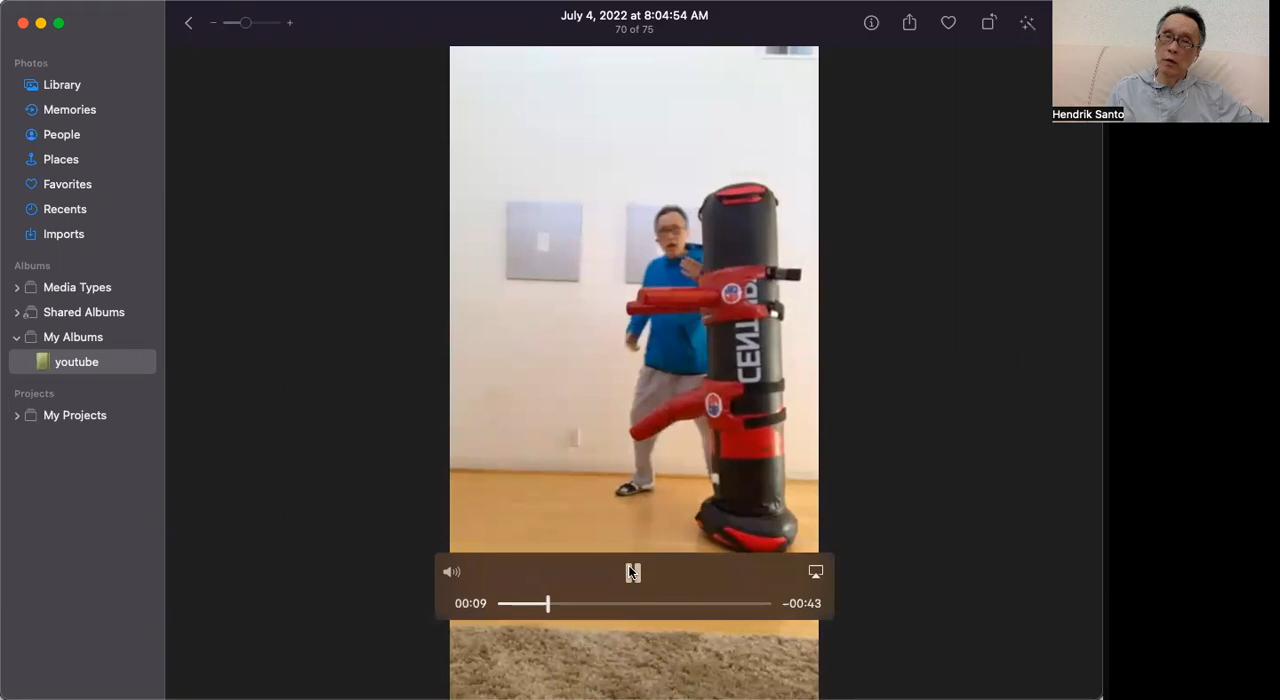 July 4, 2022 at 8:04:54 AM
70 of 75
Photos
Library
Memories
People
Places
Favorites
Recents
Imports
Albums
Media Types
Shared Albums
My Albums
youtube
Projects
My Projects
Hendrik Santo
00:09
−00:43